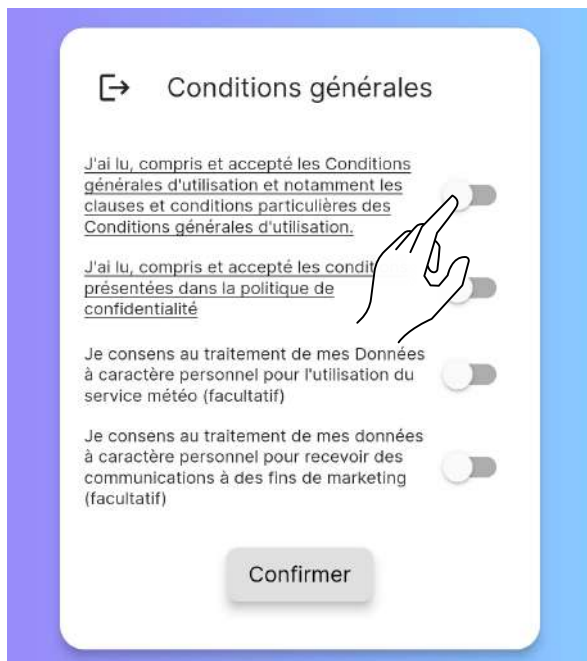 Conditions générales
J'ai lu, compris et accepté les Conditions
générales d'utilisation et notamment les
clauses et conditions particulières des
Conditions générales d'utilisation.
J'ai lu, compris et accepté les
présentées dans la politique de
confidentialité
Je consens au traitement de mes Données
à caractère personnel pour l'utilisation du
service météo (facultatif)
Je consens au traitement de mes données
à caractère personnel pour recevoir des
communications à des fins de marketing
(facultatif)
Confirmer